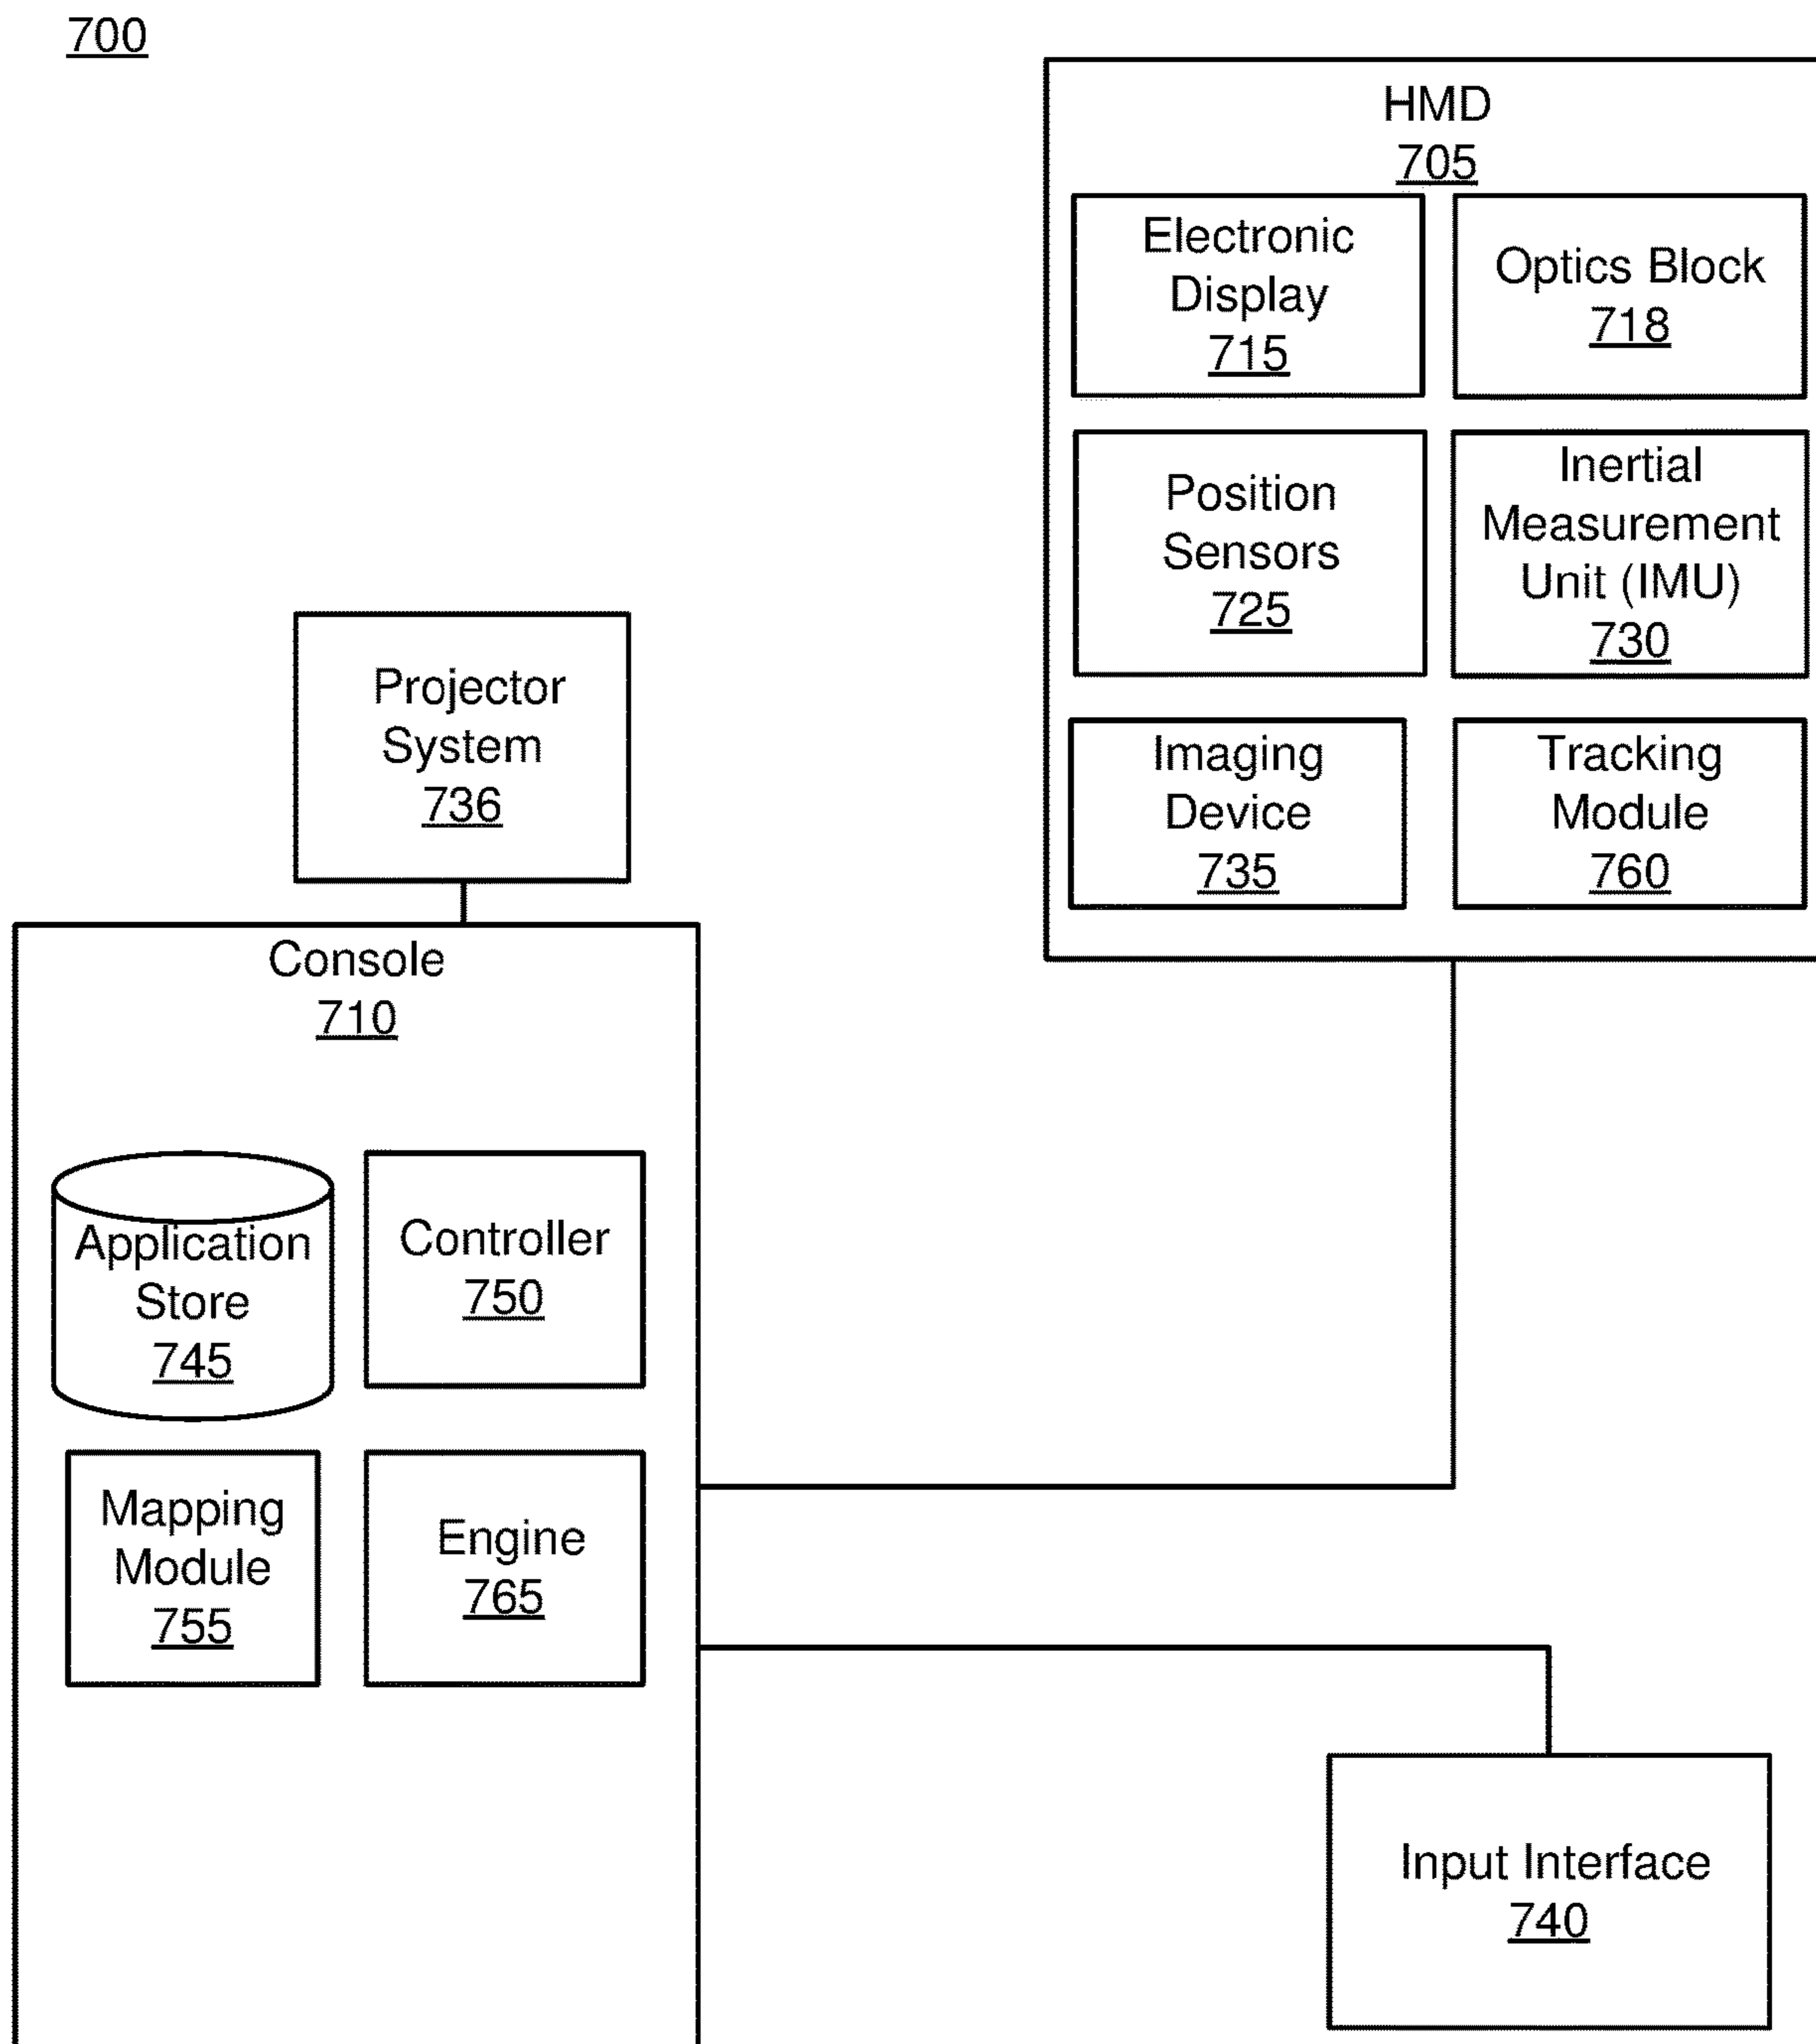 700
HMD
705
Electronic
Display
715
Optics Block
718
Position
Sensors
725
Inertial
Measurement
Unit (IMU)
730
Imaging
Device
735
Tracking
Module
760
Projector
System
736
Console
710
Application
Store
745
Controller
750
Mapping
Module
755
Engine
765
Input Interface
740